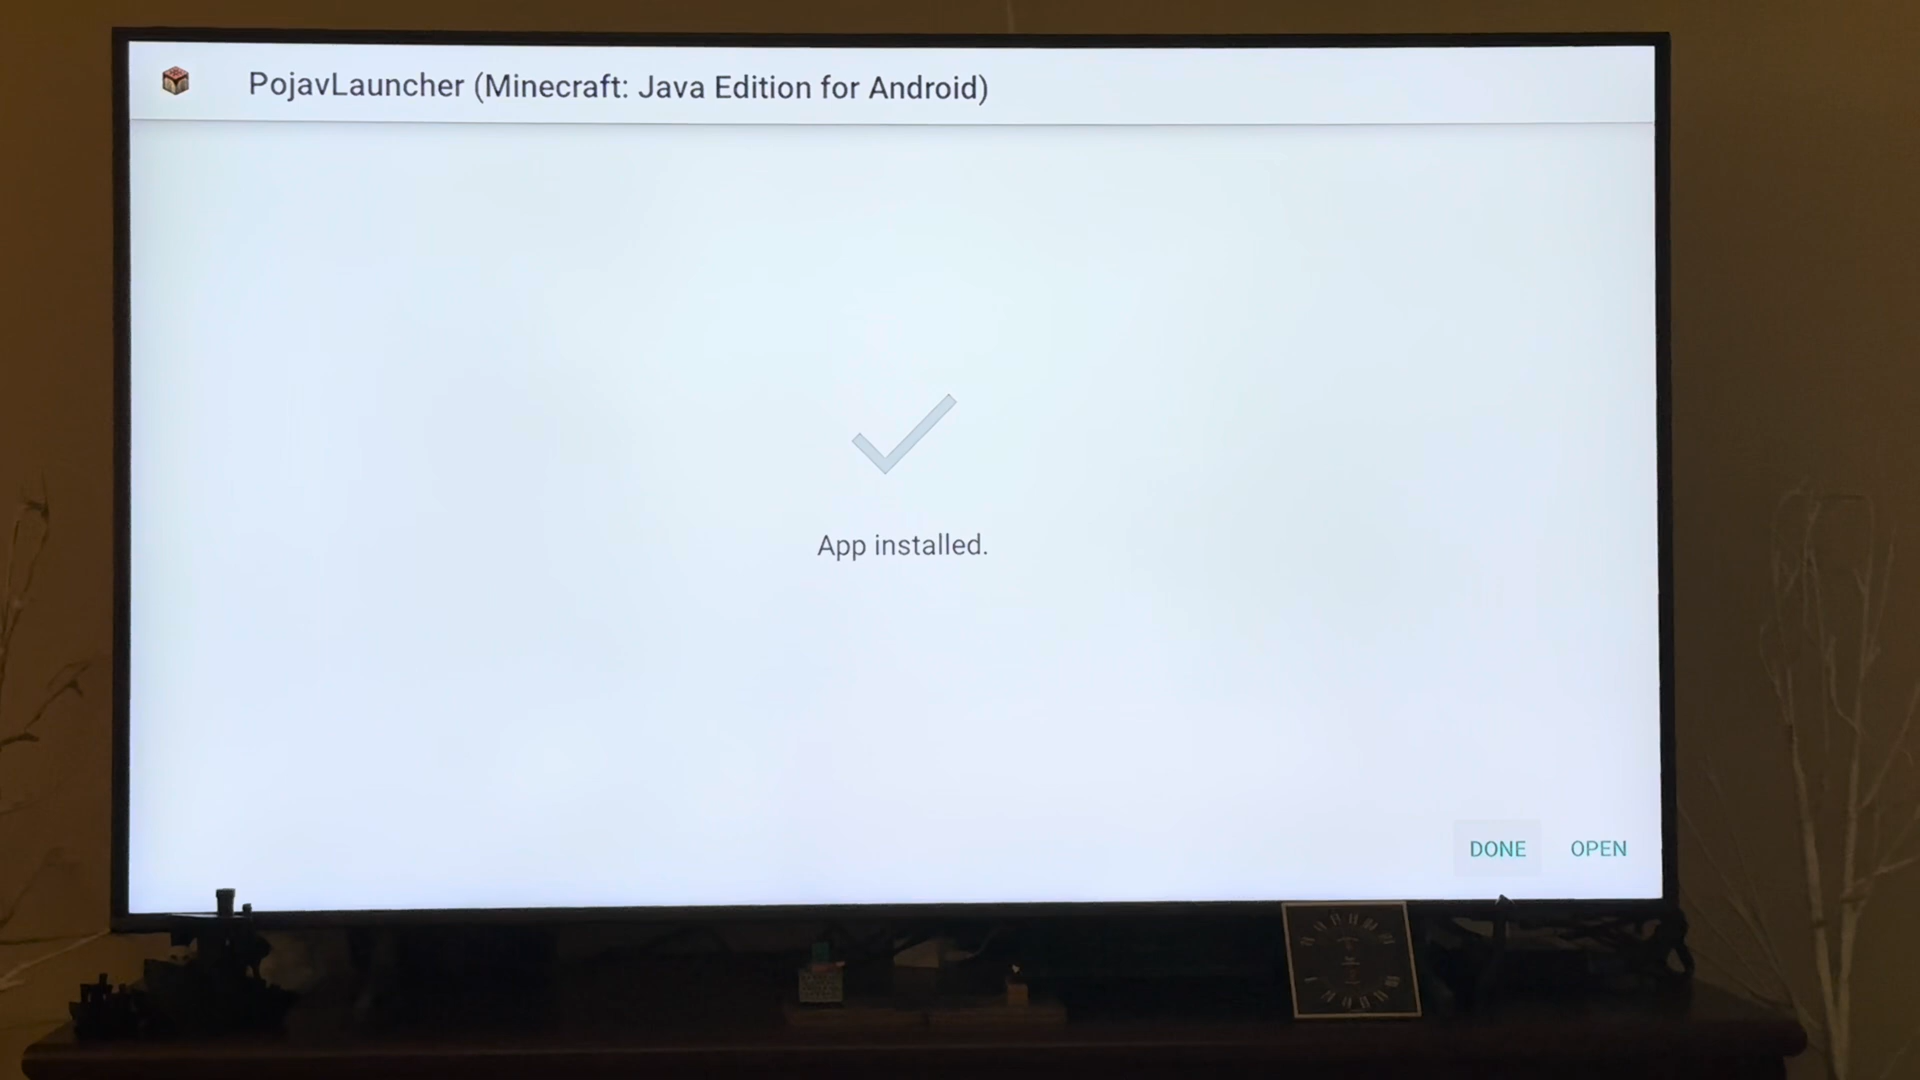 PojavLauncher (Minecraft: Java Edition for Android)
App installed.
DONE OPEN